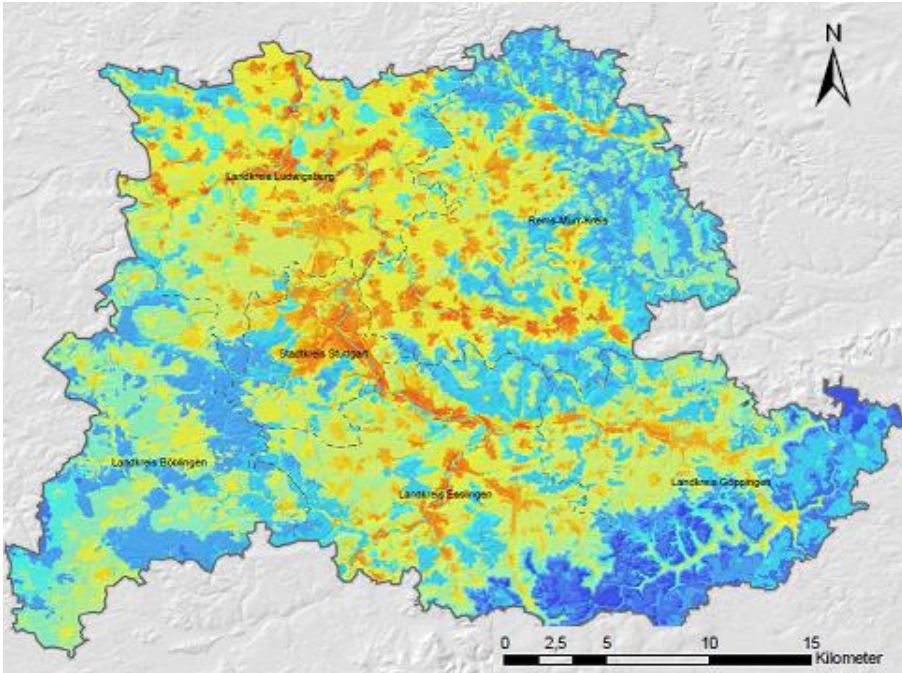 N
Landkreis Ludwigsburg
Rems-Murr-Kreis
Stadtkreis Stuttgart
Landkreis Böblingen
Landkreis Esslingen
Landkreis Göppingen
0 2,5 5 10 15
Kilometer